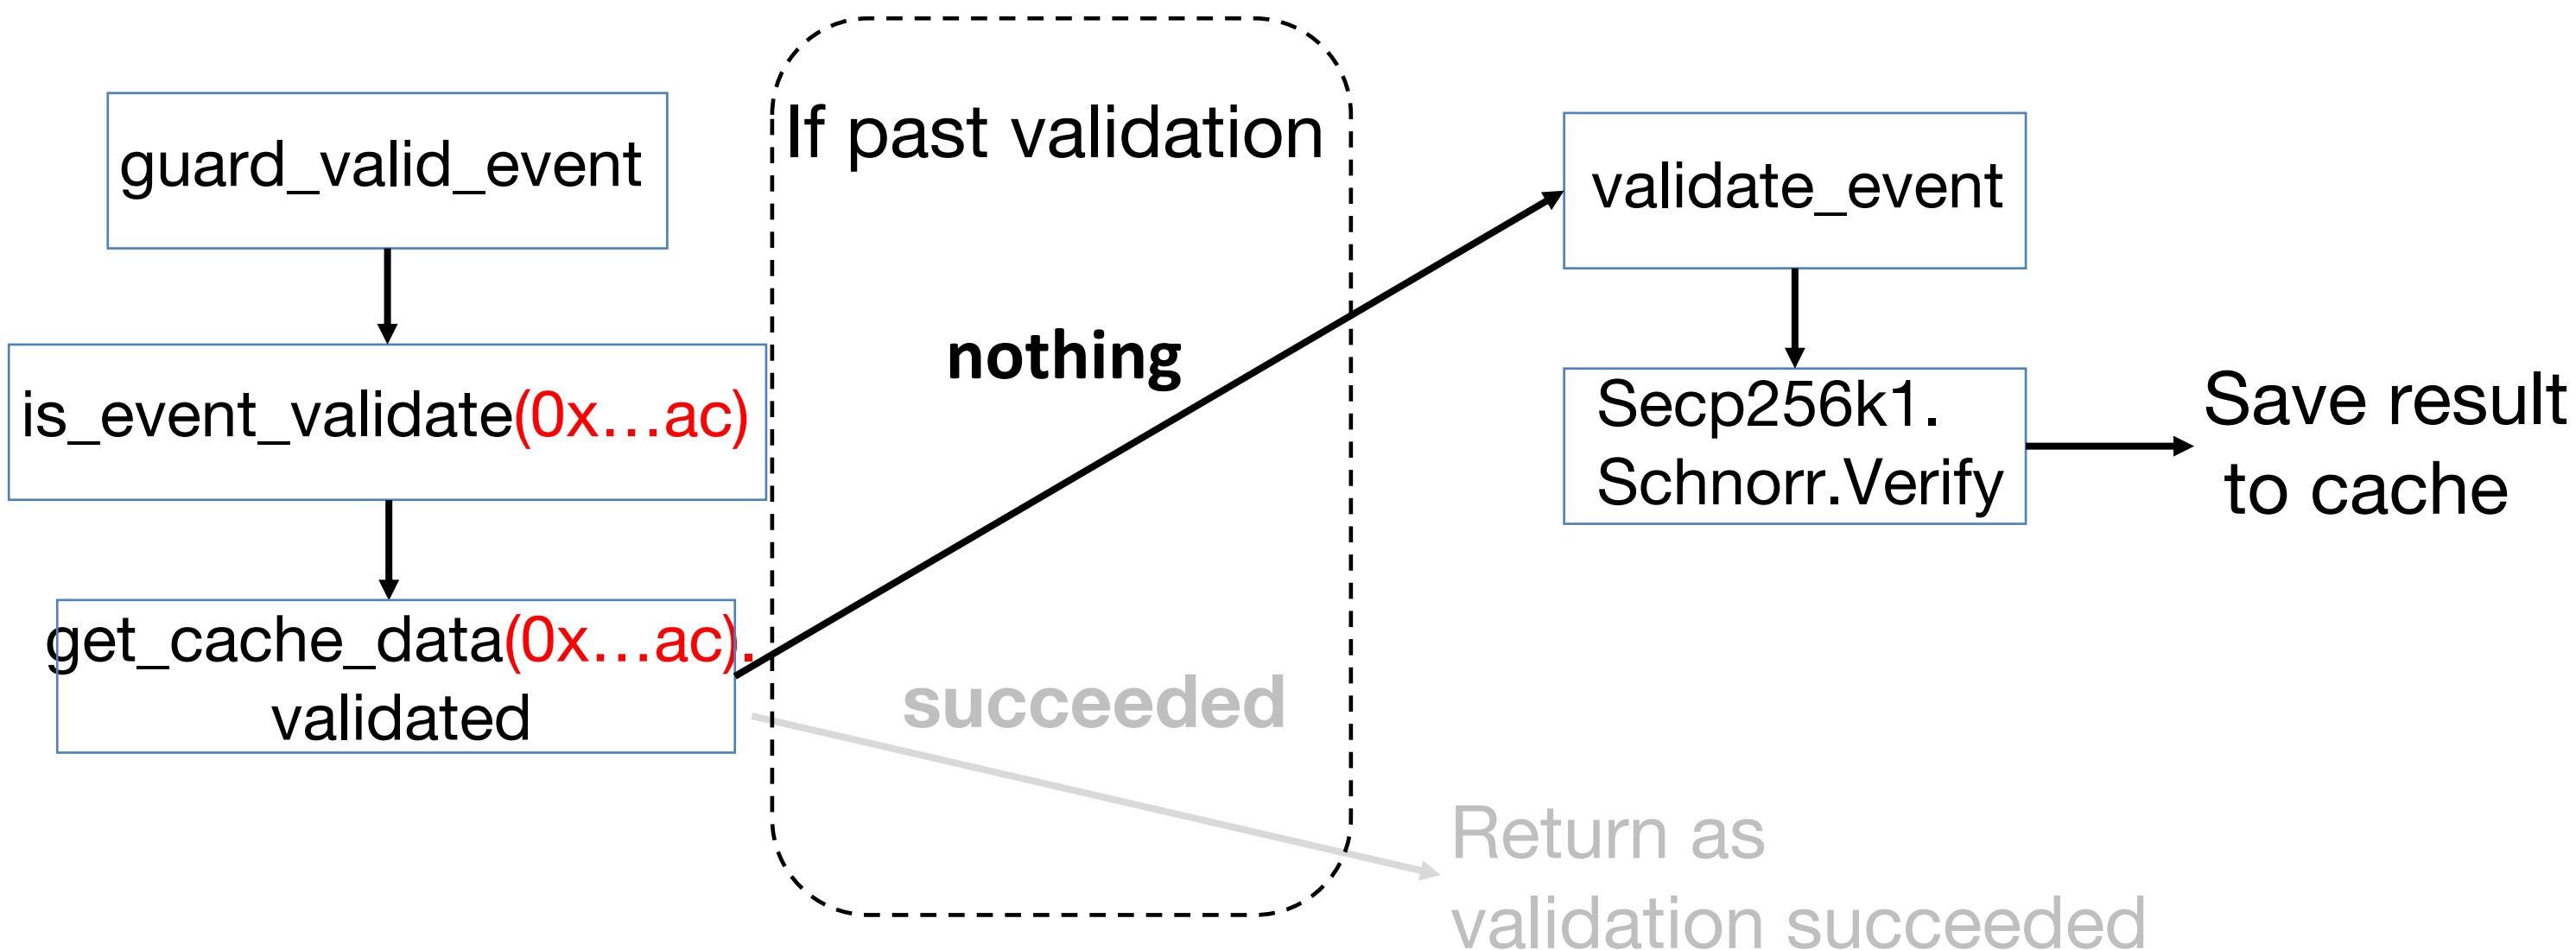 guard_valid_event
is_event_validate(0x…ac)
get_cache_data(0x…ac).
validated
If past validation
nothing
succeeded
validate_event
Secp256k1.
Schnorr.Verify
Save result
to cache
Return as
validation succeeded